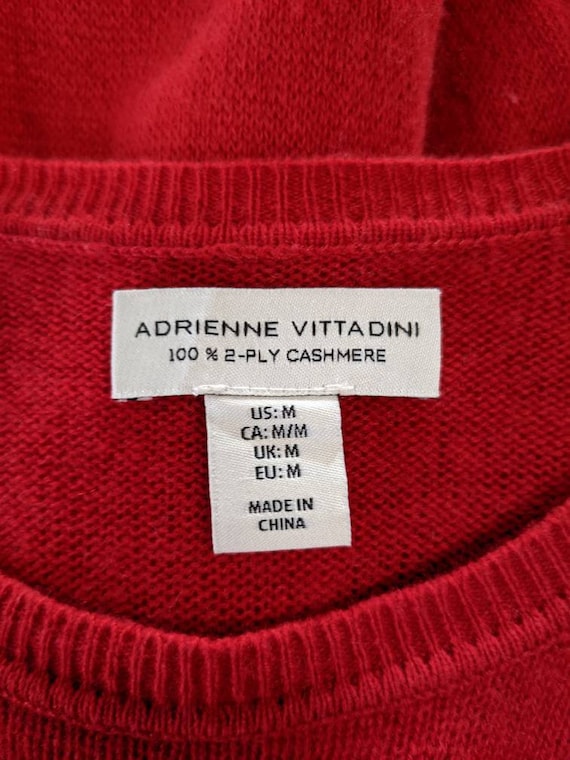 ADRIENNE VITTADINI
100 % 2-PLY CASHMERE
US: M
CA: M/M
UK: M
EU: M
MADE IN
CHINA